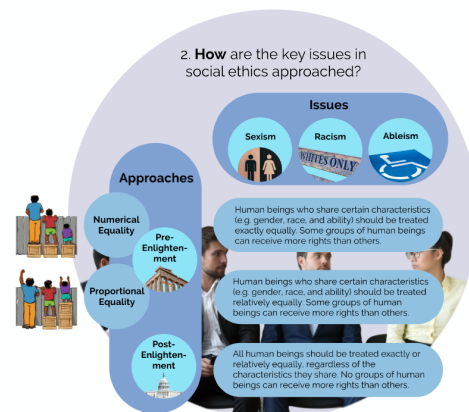 2. How are the key issues in
social ethics approached?
Issues
Sexism
Racism
Ableism
WHITES ONLY
Approaches
Numerical
Equality
Pre-
Enlighten-
ment
Proportional
Equality
Post-
Enlighten-
ment
Human beings who share certain characteristics
(e.g. gender, race, and ability) should be treated
exactly equally. Some groups of human beings
can receive more rights than others.
Human beings who share certain characteristics
(e.g. gender, race, and ability) should be treated
relatively equally. Some groups of human
beings can receive more rights than others.
All human beings should be treated exactly or
relatively equally, regardless of the
characteristics they share. No groups of human
beings can receive more rights than others.